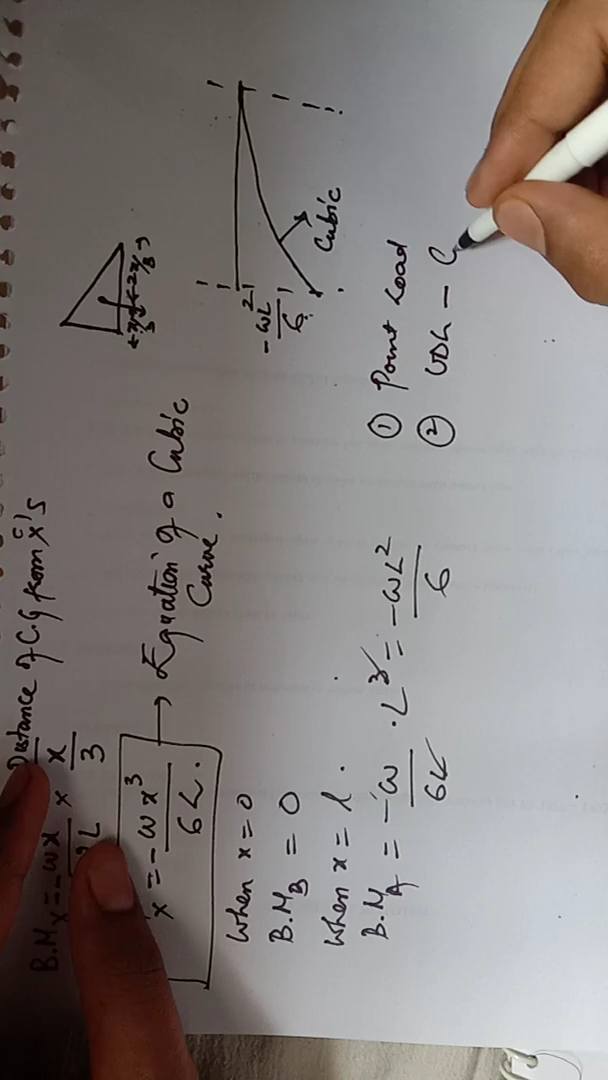 Distance of C.G from X's
B.Mx = -wx × x
3
x = -wx³
6L.
→ Equation of a Cubic
Curve.
When x = 0
B.M_B = 0
When x = l.
B.M_A = -w/6L . L³ = -wL²/6
-wL²
6
Cubic
① Point Load
② UDL - C